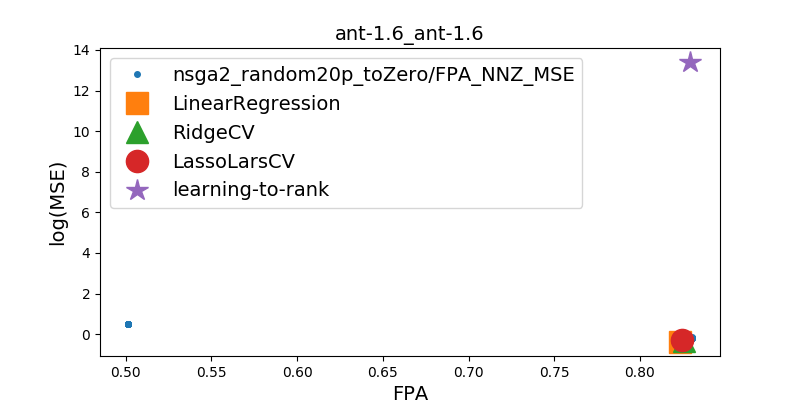 ant-1.6_ant-1.6
14
12
10
8
6
4
2
0
log(MSE)
nsga2_random20p_toZero/FPA_NNZ_MSE
LinearRegression
RidgeCV
LassoLarsCV
learning-to-rank
0.50 0.55 0.60 0.65 0.70 0.75 0.80
FPA